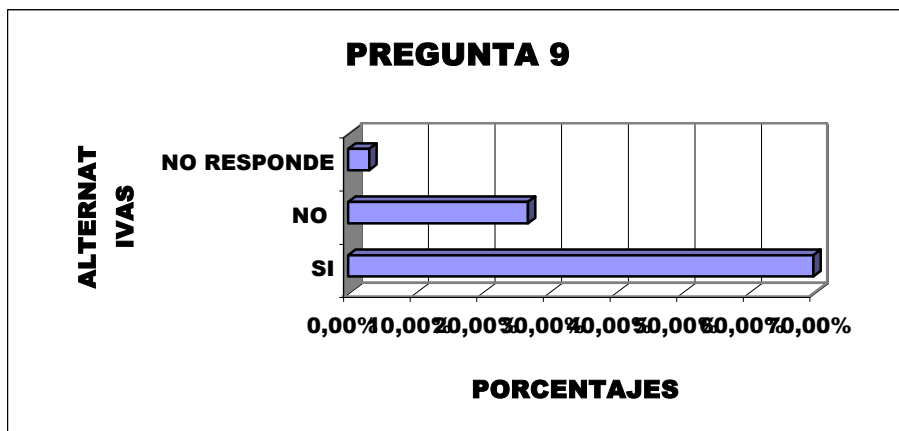 PREGUNTA 9
ALTERNAT
IVAS
NO RESPONDE
NO
SI
0,00% 10,00% 20,00% 30,00% 40,00% 50,00% 60,00% 70,00%
PORCENTAJES